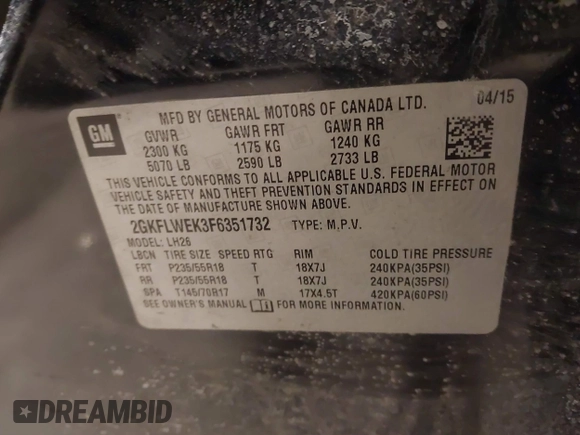 GM
MFD BY GENERAL MOTORS OF CANADA LTD. 04/15
GVWR GAWR FRT GAWR RR
2300 KG 1175 KG 1240 KG
5070 LB 2590 LB 2733 LB
THIS VEHICLE CONFORMS TO ALL APPLICABLE U.S. FEDERAL MOTOR
VEHICLE SAFETY AND THEFT PREVENTION STANDARDS IN EFFECT ON
THE DATE OF MANUFACTURE SHOWN ABOVE.
2GKFLWEK3F6351732 TYPE: M.P.V.
MODEL: LH26
LBCN TIRE SIZE SPEED RTG RIM COLD TIRE PRESSURE
FRT P235/55R18 T 18X7J 240KPA(35PSI)
RR P235/55R18 T 18X7J 240KPA(35PSI)
SPA T145/70R17 M 17X4.5T 420KPA(60PSI)
SEE OWNER'S MANUAL FOR MORE INFORMATION.
DREAMBID